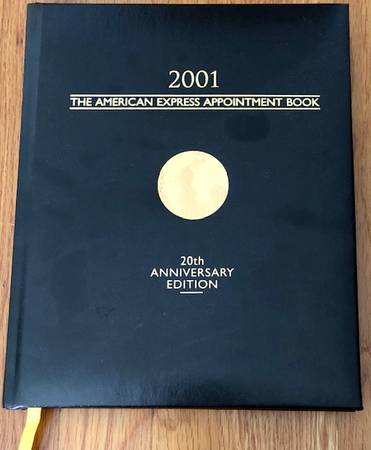 2001
THE AMERICAN EXPRESS APPOINTMENT BOOK
20th
ANNIVERSARY
EDITION